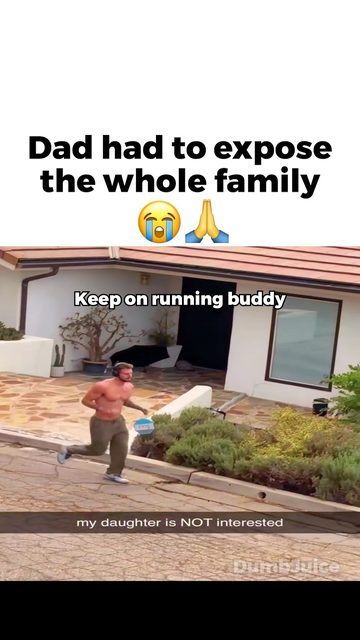 Dad had to expose
the whole family
😭🙏
Keep on running buddy
my daughter is NOT interested
DumbJuice